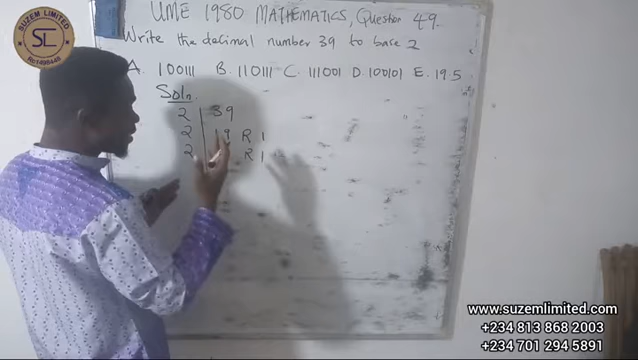 SUZEM LIMITED
SL
Rc1496448
UME 1980 MATHEMATICS, Question 49.
Write the decimal number 39 to base 2
A. 100111 B. 110111 C. 111001 D. 100101 E. 19.5
Soln.
2 39
2 19 R 1
2 R 1
www.suzemlimited.com
+234 813 868 2003
+234 701 294 5891